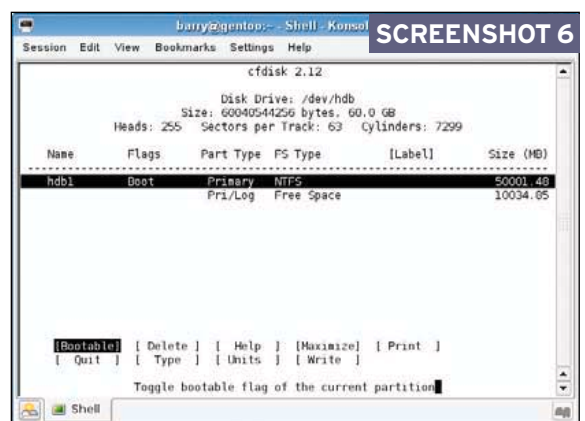 barry@gentoo:~ - Shell - Konsol
SCREENSHOT 6
Session Edit View Bookmarks Settings Help
cfdisk 2.12
Disk Drive: /dev/hdb
Size: 60040544256 bytes, 60.0 GB
Heads: 255 Sectors per Track: 63 Cylinders: 7299
Name Flags Part Type FS Type [Label] Size (MB)
hdb1 Boot Primary NTFS 50001.48
Pri/Log Free Space 10034.05
[Bootable] [ Delete ] [ Help ] [Maximize] [ Print ]
[ Quit ] [ Type ] [ Units ] [ Write ]
Toggle bootable flag of the current partition
Shell